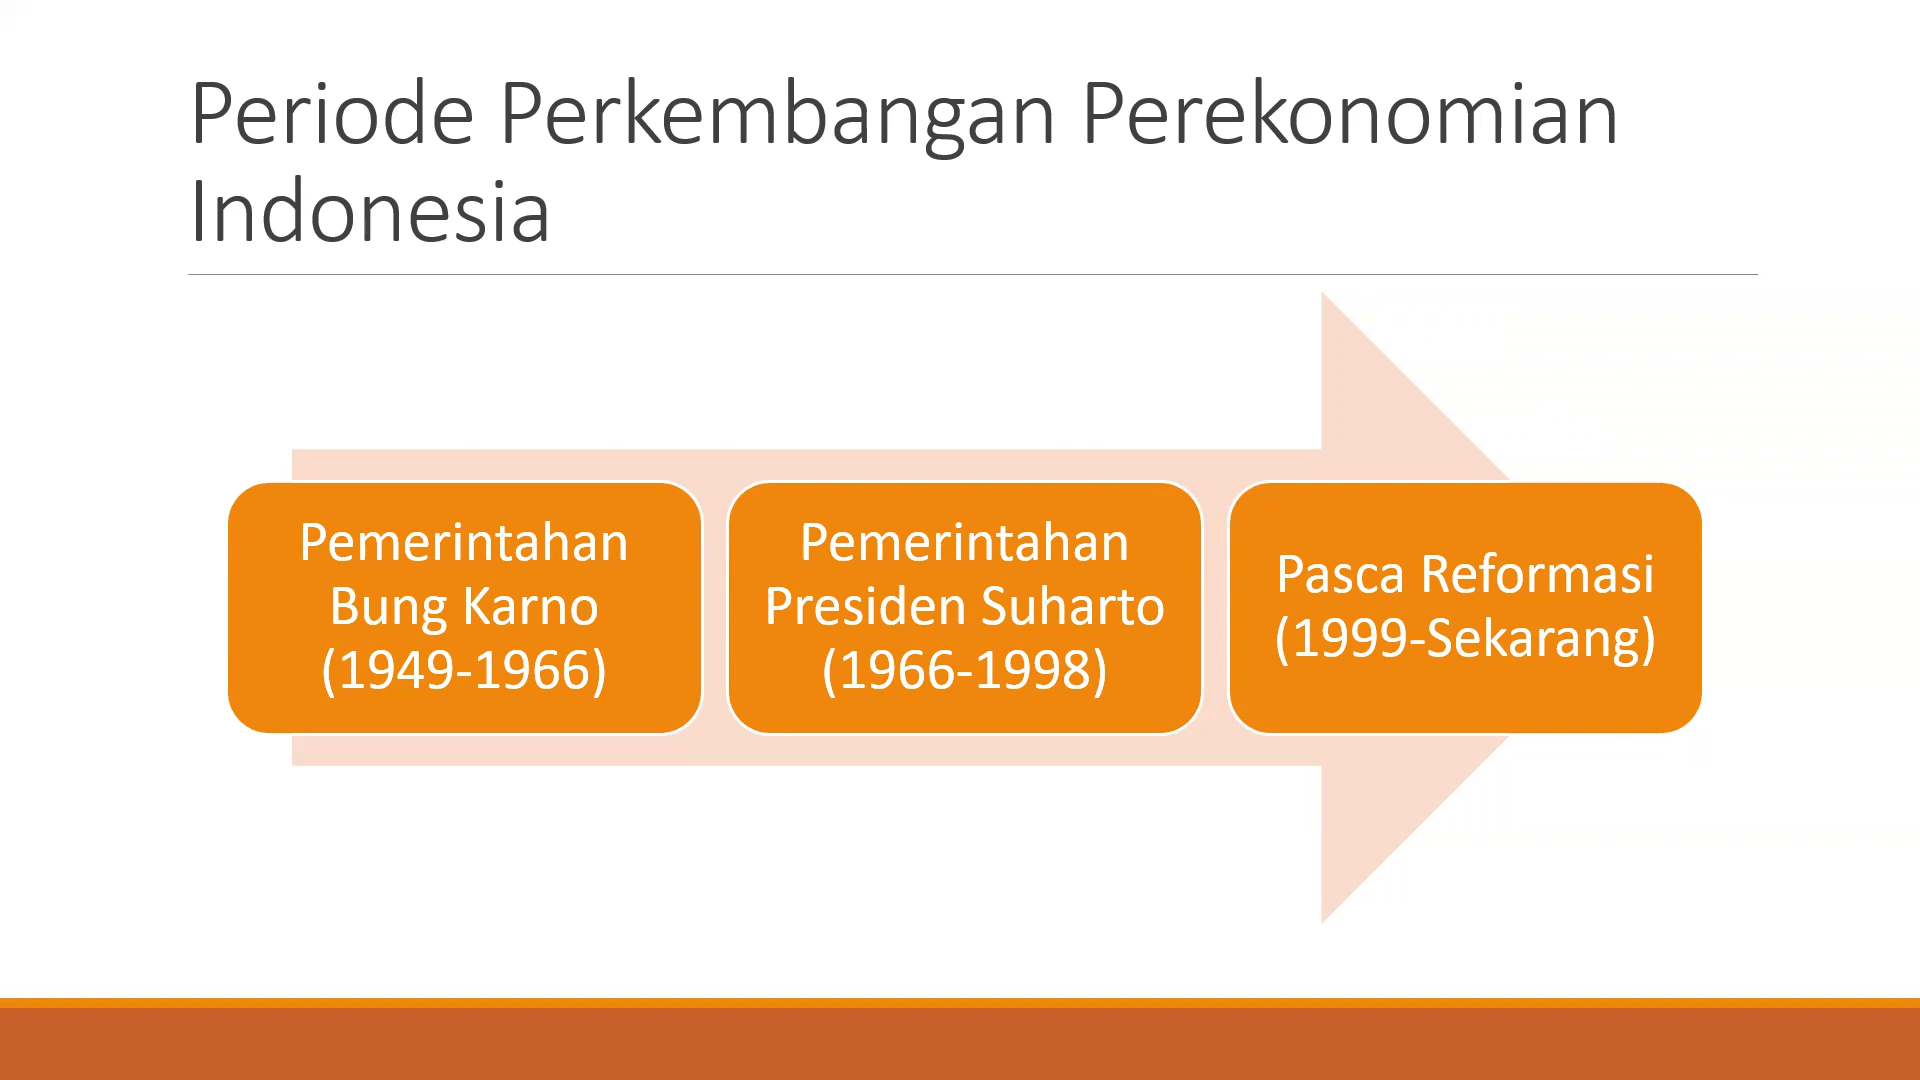 Periode Perkembangan Perekonomian
Indonesia
Pemerintahan
Bung Karno
(1949-1966)
Pemerintahan
Presiden Suharto
(1966-1998)
Pasca Reformasi
(1999-Sekarang)